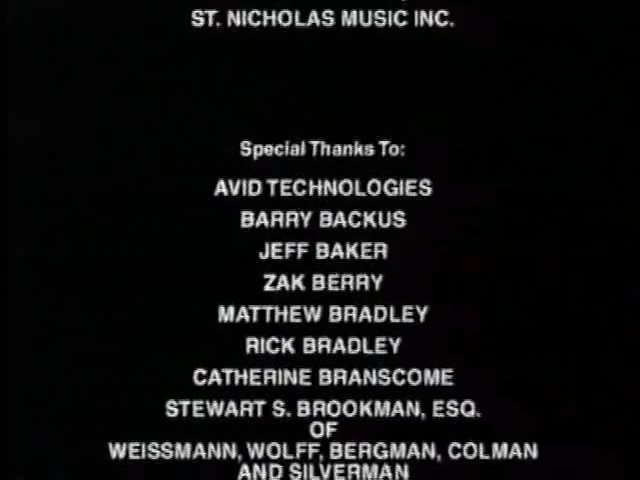 ST. NICHOLAS MUSIC INC.
Special Thanks To:
AVID TECHNOLOGIES
BARRY BACKUS
JEFF BAKER
ZAK BERRY
MATTHEW BRADLEY
RICK BRADLEY
CATHERINE BRANSCOME
STEWART S. BROOKMAN, ESQ.
OF
WEISSMANN, WOLFF, BERGMAN, COLMAN
AND SILVERMAN